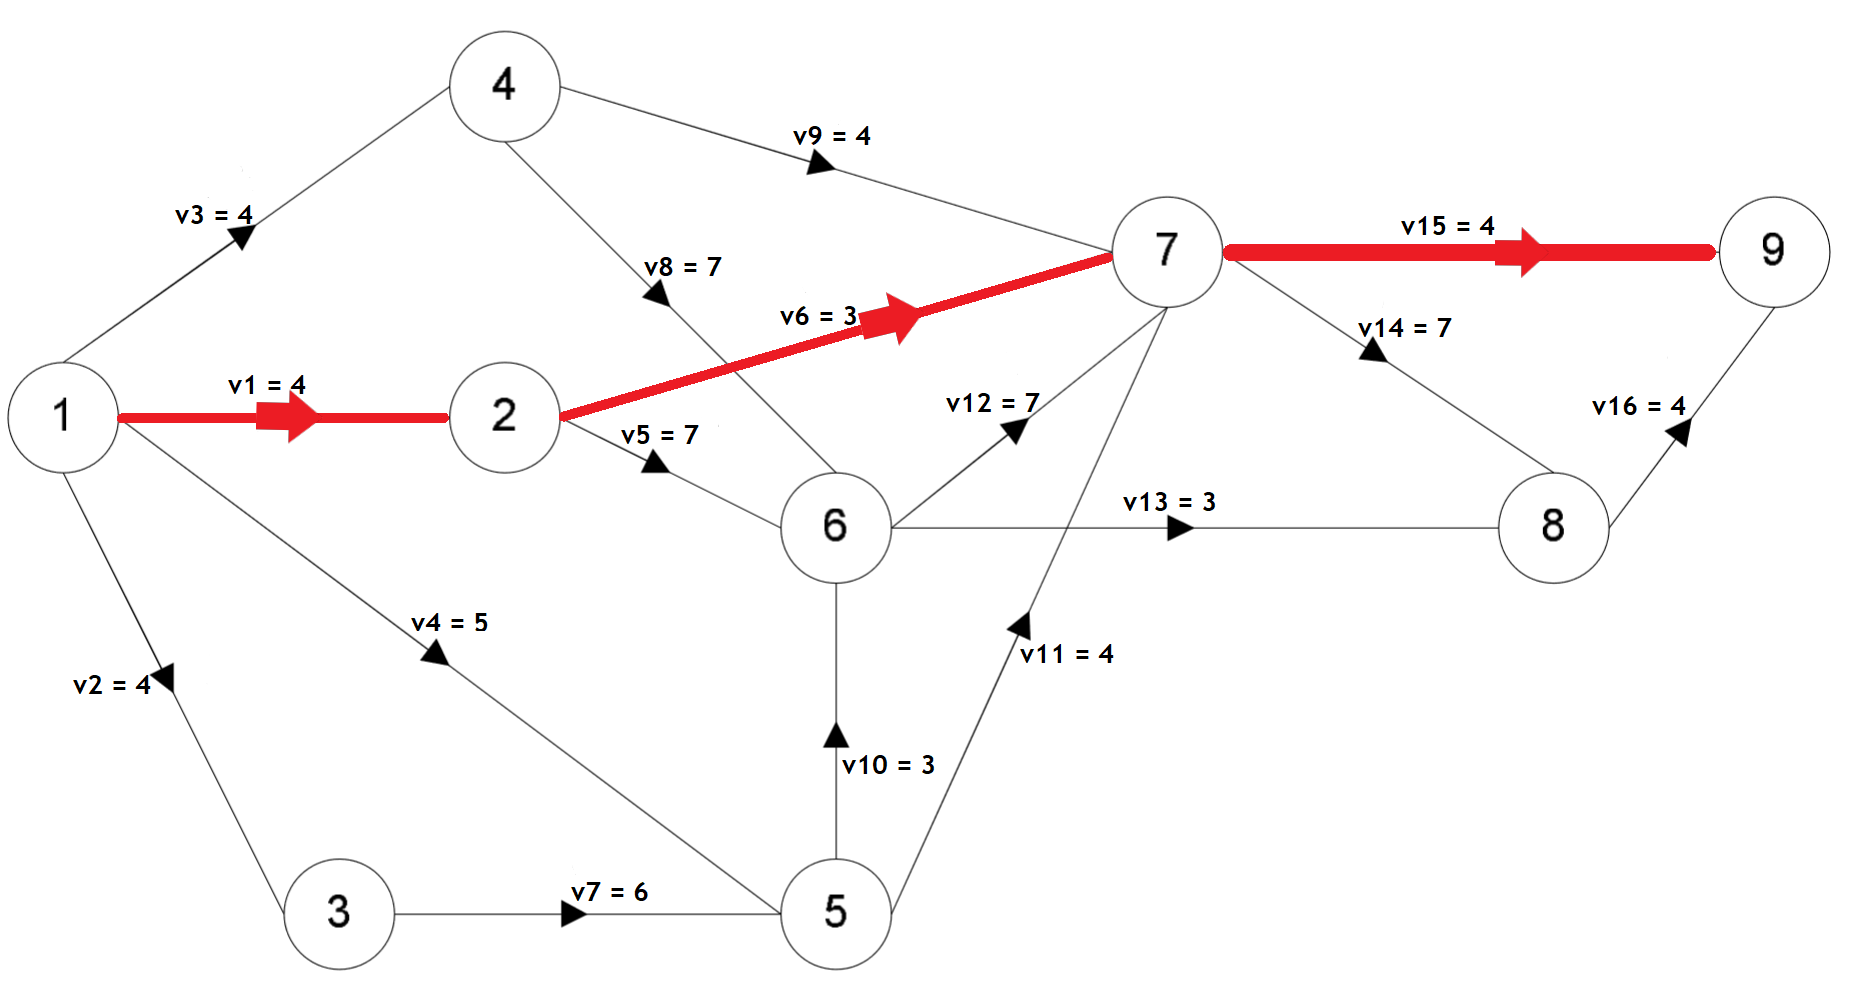 4
v9 = 4
v3 = 4
v8 = 7
7
v15 = 4
9
v6 = 3
v14 = 7
1
v1 = 4
2
v5 = 7
v12 = 7
v16 = 4
6
v13 = 3
8
v4 = 5
v2 = 4
v11 = 4
v10 = 3
3
v7 = 6
5